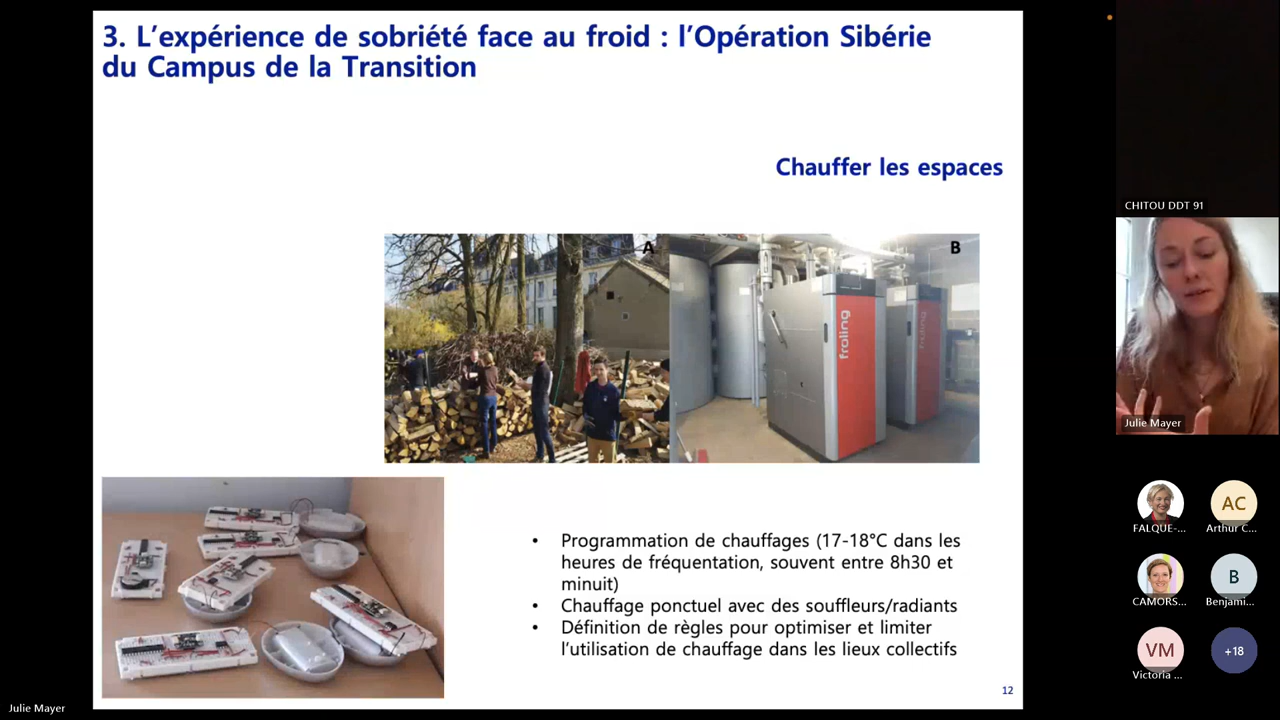 3. L'expérience de sobriété face au froid : l'Opération Sibérie
du Campus de la Transition
Chauffer les espaces
A
B
froling
froling
• Programmation de chauffages (17-18°C dans les
heures de fréquentation, souvent entre 8h30 et
minuit)
• Chauffage ponctuel avec des souffleurs/radiants
• Définition de règles pour optimiser et limiter
l'utilisation de chauffage dans les lieux collectifs
12
CHITOU DDT 91
Julie Mayer
FALQUE-...
AC
Arthur C...
CAMORS...
B
Benjami...
VM
Victoria ...
+18
Julie Mayer